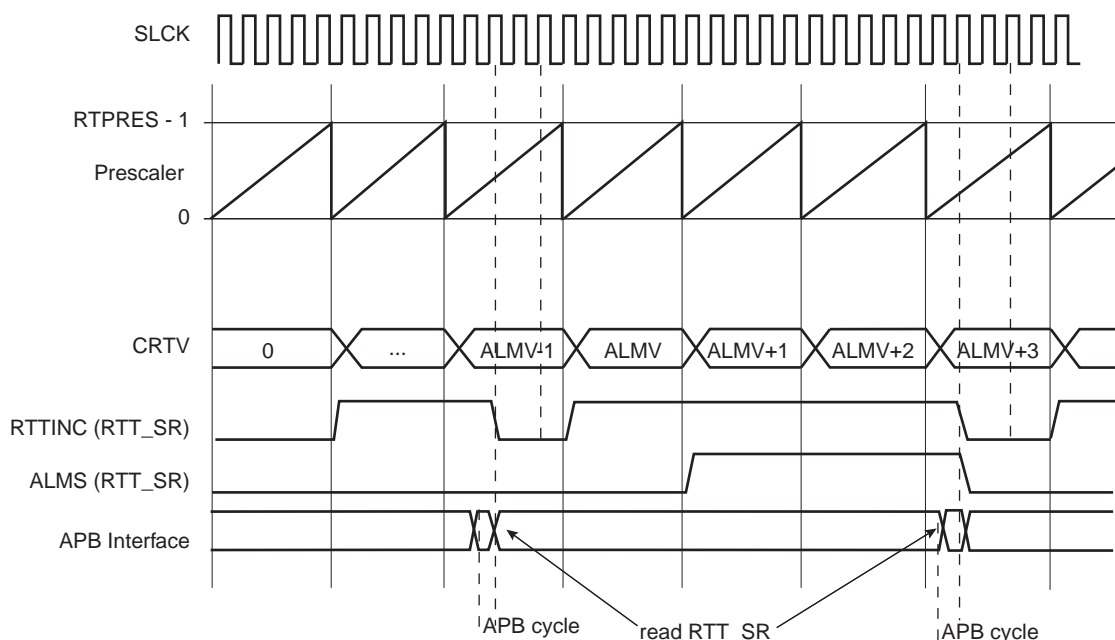 SLCK
RTPRES - 1
Prescaler
0
CRTV
0 ... ALMV-1 ALMV ALMV+1 ALMV+2 ALMV+3
RTTINC (RTT_SR)
ALMS (RTT_SR)
APB Interface
APB cycle read RTT_SR APB cycle